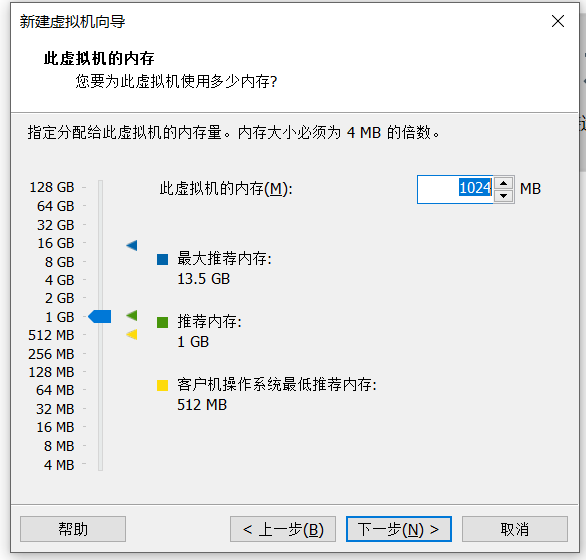 新建虚拟机向导
此虚拟机的内存
您要为此虚拟机使用多少内存?
指定分配给此虚拟机的内存量。内存大小必须为 4 MB 的倍数。
128 GB
64 GB
32 GB
16 GB
8 GB
4 GB
2 GB
1 GB
512 MB
256 MB
128 MB
64 MB
32 MB
16 MB
8 MB
4 MB
此虚拟机的内存(M):
1024 MB
最大推荐内存:
13.5 GB
推荐内存:
1 GB
客户机操作系统最低推荐内存:
512 MB
帮助
< 上一步(B)
下一步(N) >
取消